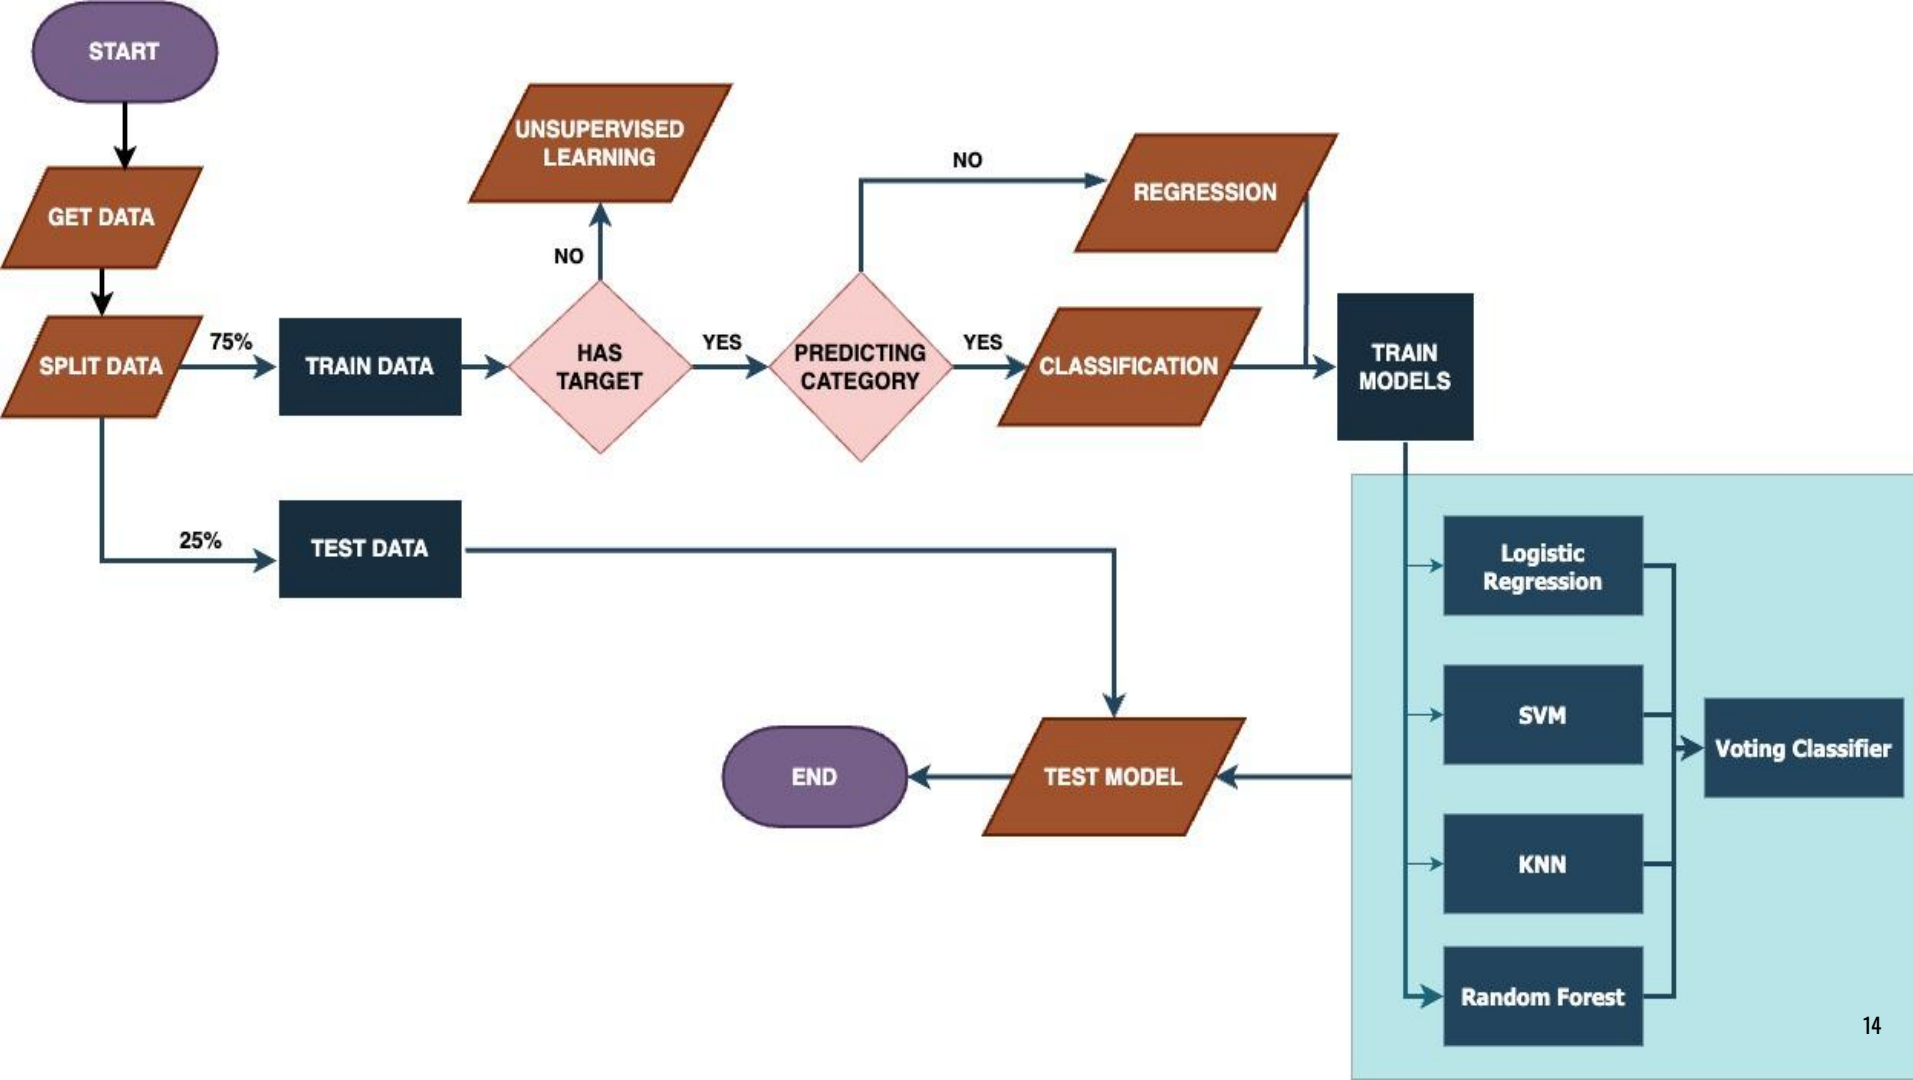 START
UNSUPERVISED
LEARNING
NO
REGRESSION
GET DATA
NO
75%
YES
YES
SPLIT DATA
TRAIN DATA
HAS
TARGET
PREDICTING
CATEGORY
CLASSIFICATION
TRAIN
MODELS
25%
TEST DATA
Logistic
Regression
SVM
Voting Classifier
END
TEST MODEL
KNN
Random Forest
14